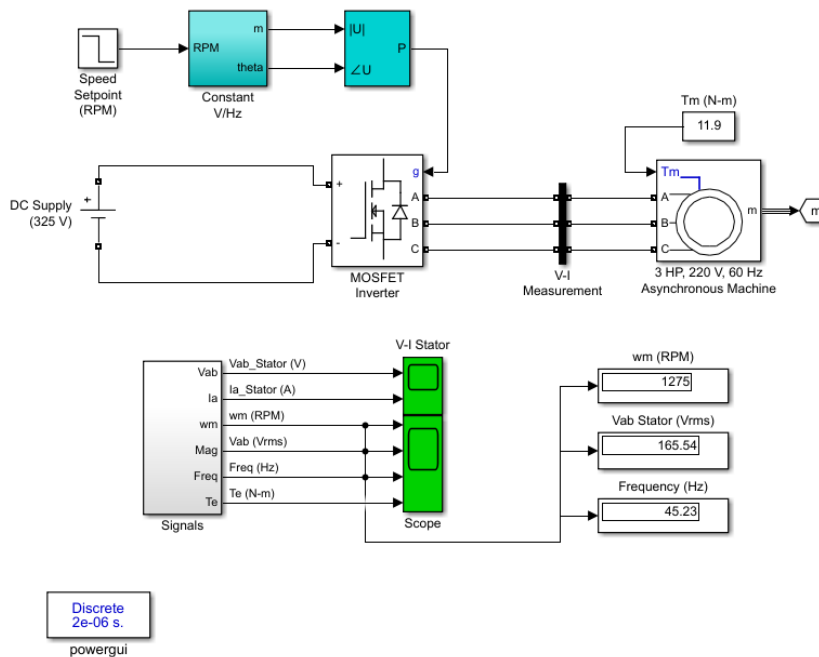 Speed
Setpoint
(RPM)
RPM
m
theta
Constant
V/Hz
|U|
∠U
P
Tm (N-m)
11.9
DC Supply
(325 V)
+
+
-
g
A
B
C
MOSFET
Inverter
V-I
Measurement
Tm
A
B
C
m
3 HP, 220 V, 60 Hz
Asynchronous Machine
m
Vab
Ia
wm
Mag
Freq
Te
Signals
Vab_Stator (V)
Ia_Stator (A)
wm (RPM)
Vab (Vrms)
Freq (Hz)
Te (N-m)
V-I Stator
Scope
wm (RPM)
1275
Vab Stator (Vrms)
165.54
Frequency (Hz)
45.23
Discrete
2e-06 s.
powergui